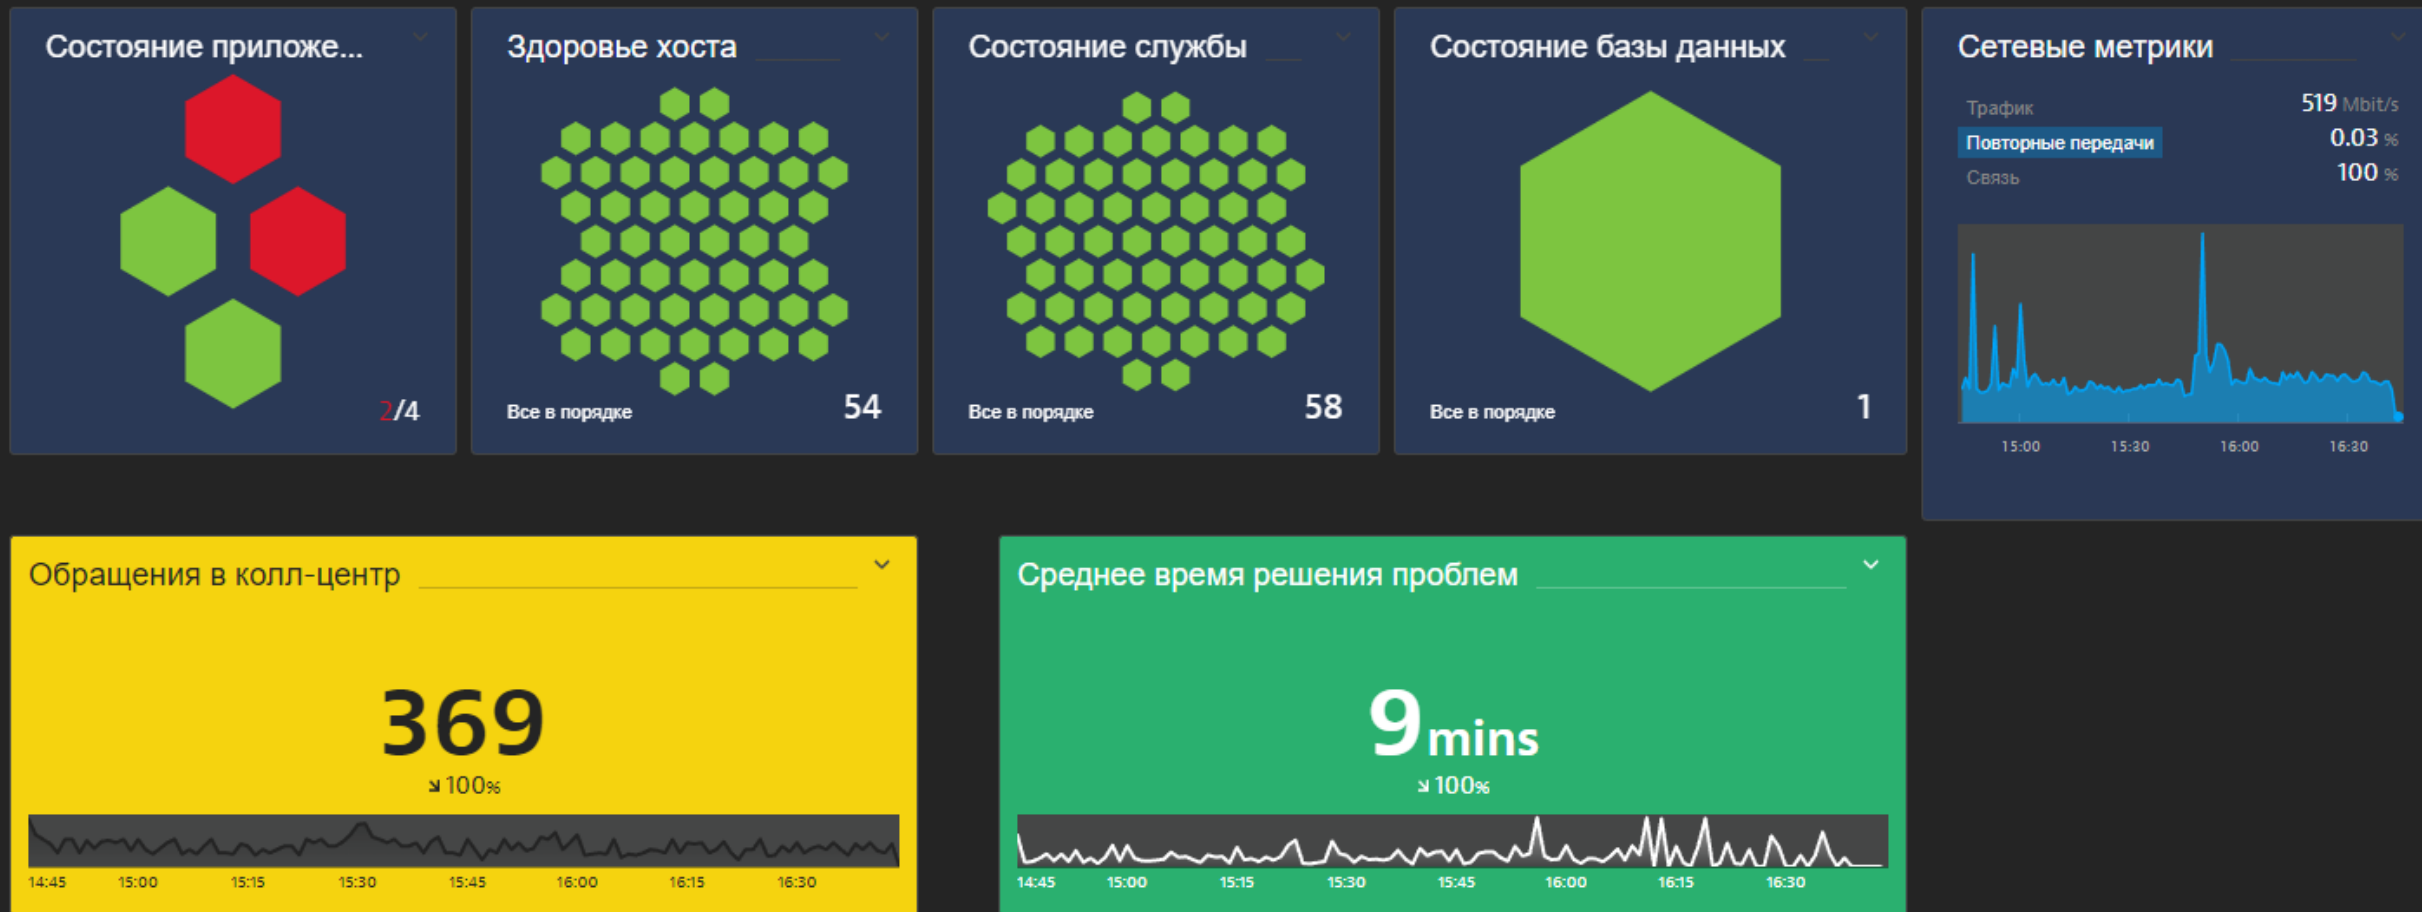 Состояние приложе...
2/4
Здоровье хоста
Все в порядке
54
Состояние службы
Все в порядке
58
Состояние базы данных
Все в порядке
1
Сетевые метрики
Трафик 519 Mbit/s
Повторные передачи 0.03 %
Связь 100 %
15:00 15:30 16:00 16:30
Обращения в колл-центр
369
100%
14:45 15:00 15:15 15:30 15:45 16:00 16:15 16:30
Среднее время решения проблем
9 mins
100%
14:45 15:00 15:15 15:30 15:45 16:00 16:15 16:30